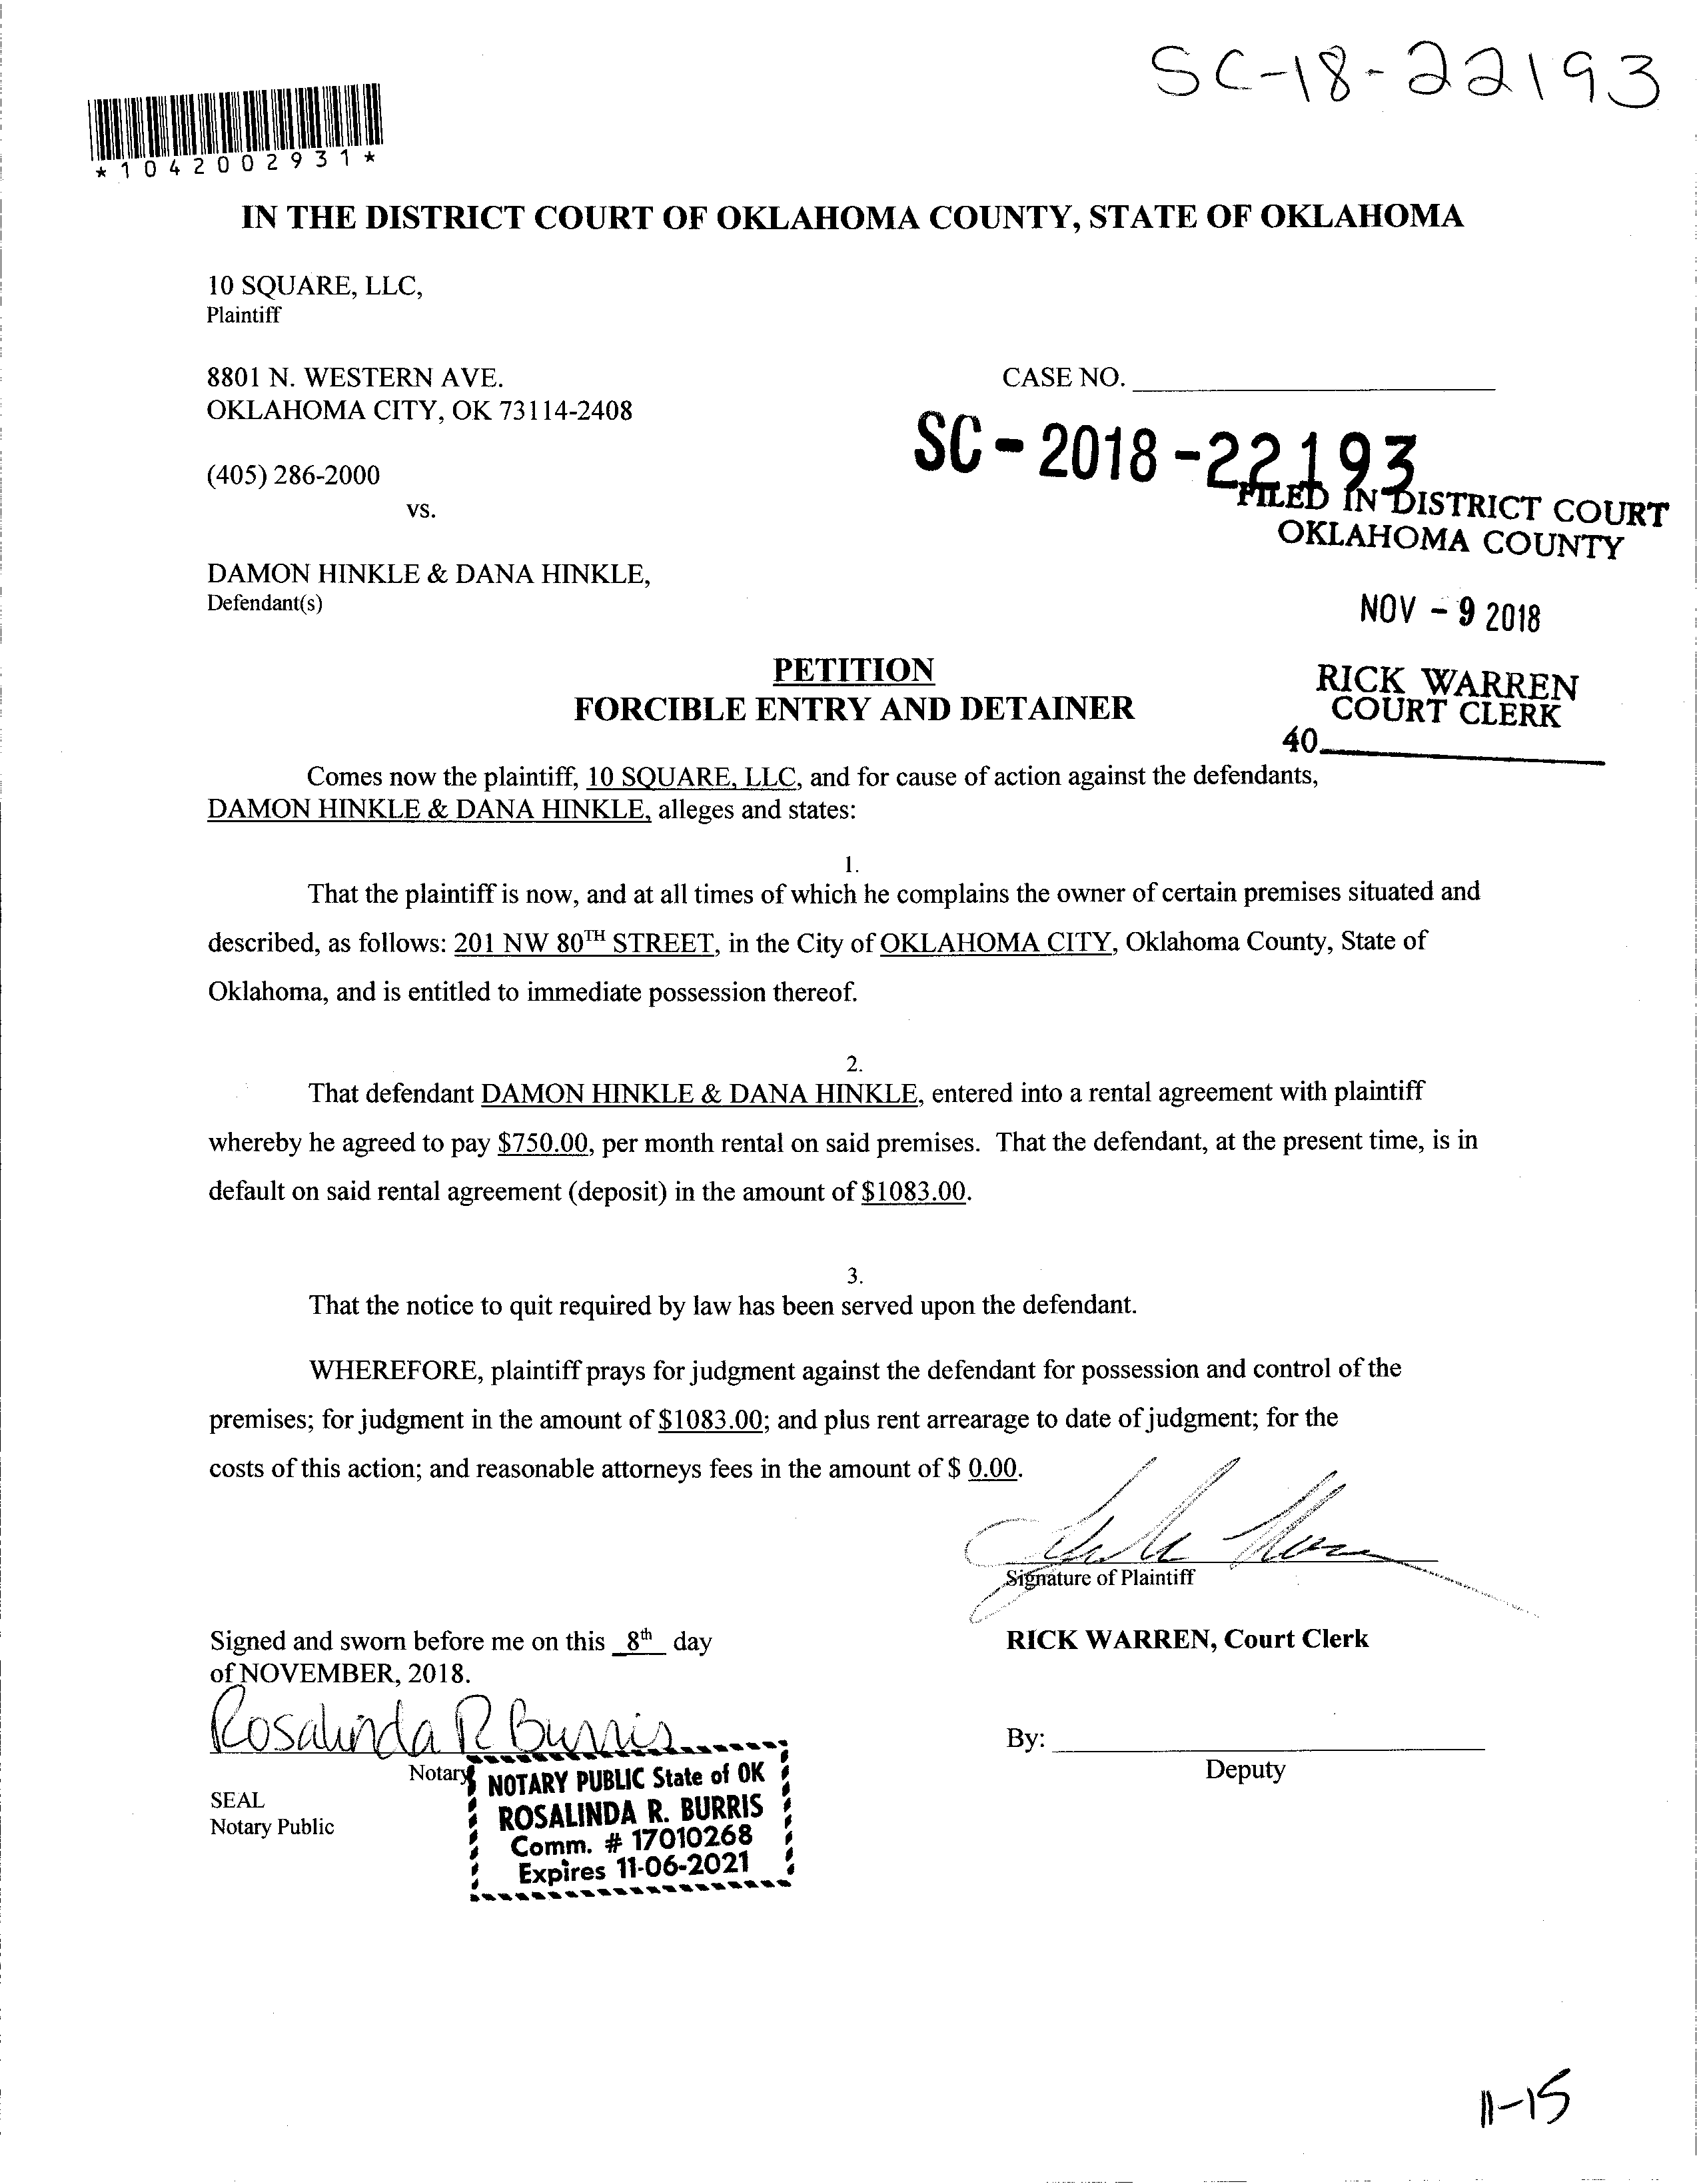 SC-18-22193
*1042002931*
IN THE DISTRICT COURT OF OKLAHOMA COUNTY, STATE OF OKLAHOMA
10 SQUARE, LLC,
Plaintiff
8801 N. WESTERN AVE.
OKLAHOMA CITY, OK 73114-2408
CASE NO.
SC-2018-22193
(405) 286-2000
vs.
FILED IN DISTRICT COURT
OKLAHOMA COUNTY
DAMON HINKLE & DANA HINKLE,
Defendant(s)
NOV - 9 2018
PETITION
FORCIBLE ENTRY AND DETAINER
RICK WARREN
COURT CLERK
40
Comes now the plaintiff, 10 SQUARE, LLC, and for cause of action against the defendants,
DAMON HINKLE & DANA HINKLE, alleges and states:
1.
That the plaintiff is now, and at all times of which he complains the owner of certain premises situated and
described, as follows: 201 NW 80TH STREET, in the City of OKLAHOMA CITY, Oklahoma County, State of
Oklahoma, and is entitled to immediate possession thereof.
2.
That defendant DAMON HINKLE & DANA HINKLE, entered into a rental agreement with plaintiff
whereby he agreed to pay $750.00, per month rental on said premises. That the defendant, at the present time, is in
default on said rental agreement (deposit) in the amount of $1083.00.
3.
That the notice to quit required by law has been served upon the defendant.
WHEREFORE, plaintiff prays for judgment against the defendant for possession and control of the
premises; for judgment in the amount of $1083.00; and plus rent arrearage to date of judgment; for the
costs of this action; and reasonable attorneys fees in the amount of $ 0.00.
Signature of Plaintiff
Signed and sworn before me on this 8th day
of NOVEMBER, 2018.
RICK WARREN, Court Clerk
Rosalinda R Burris
By:
Deputy
Notary
SEAL
Notary Public
NOTARY PUBLIC State of OK
ROSALINDA R. BURRIS
Comm. # 17010268
Expires 11-06-2021
11-15